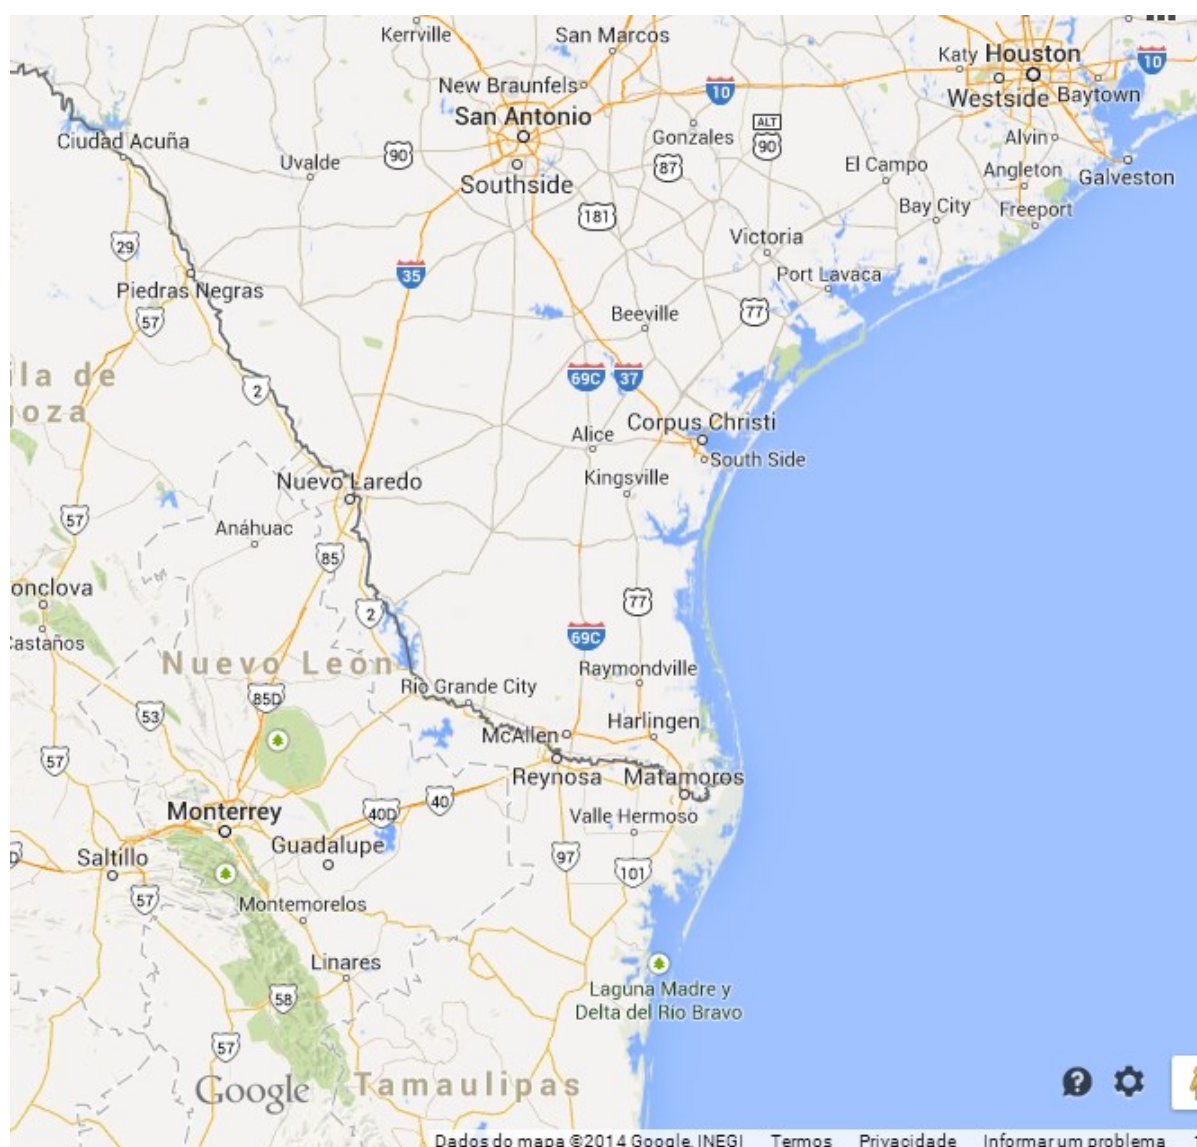 Kerrville
San Marcos
Katy Houston
10
New Braunfels
10
Westside Baytown
San Antonio
ALT
90
Gonzales
Alvin
Ciudad Acuña
Uvalde
90
87
El Campo
Angleton
Galveston
Southside
181
Bay City
Freeport
29
Victoria
35
Port Lavaca
Piedras Negras
57
Beeville
77
la de
oza
2
69C
37
Corpus Christi
Alice
South Side
Nuevo Laredo
Kingsville
57
Anáhuac
85
onclova
2
77
Castaños
69C
Nuevo León
Raymondville
85D
Rio Grande City
53
McAllen
Harlingen
57
Reynosa
Matamoros
40
40D
Monterrey
Valle Hermoso
Guadalupe
Saltillo
97
101
57
Montemorelos
Linares
58
Laguna Madre y
Delta del Río Bravo
57
Google
Tamaulipas
Dados do mapa ©2014 Google, INEGI Termos Privacidade Informar um problema